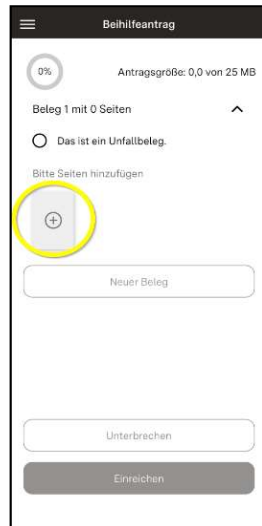 Beihilfeantrag
0%
Antragsgröße: 0,0 von 25 MB
Beleg 1 mit 0 Seiten
Das ist ein Unfallbeleg.
Bitte Seiten hinzufügen
Neuer Beleg
Unterbrechen
Einreichen